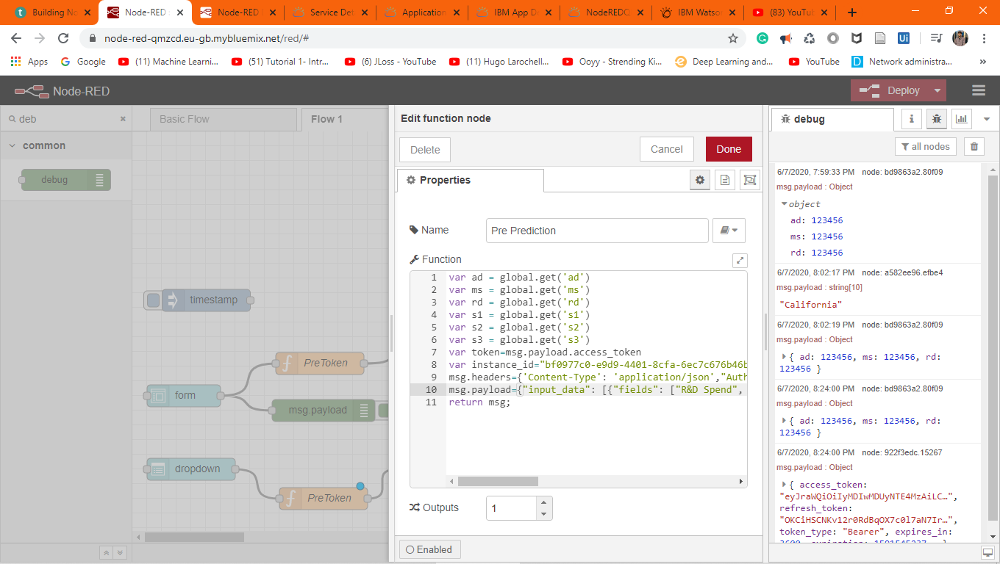 Building No
Node-RED
Node-RED
Service Det
Application
IBM App De
NodeREDQ
IBM Watso
(83) YouTub
node-red-qmzcd.eu-gb.mybluemix.net/red/#
Apps
Google
(11) Machine Learni...
(51) Tutorial 1- Intr...
(6) JLoss - YouTube
(11) Hugo Larochell...
Ooyy - Strending Ki...
Deep Learning and...
YouTube
Network administra...
»
Node-RED
Deploy
deb
common
debug
Basic Flow
Flow 1
timestamp
PreToken
form
msg.payload
dropdown
PreToken
Edit function node
Delete
Cancel
Done
Properties
Name
Pre Prediction
Function
1 var ad = global.get('ad')
2 var ms = global.get('ms')
3 var rd = global.get('rd')
4 var s1 = global.get('s1')
5 var s2 = global.get('s2')
6 var s3 = global.get('s3')
7 var token=msg.payload.access_token
8 var instance_id="bf0977c0-e9d9-4401-8cfa-6ec7c676b46b
9 msg.headers={'Content-Type': 'application/json',"Auth
10 msg.payload={"input_data": [{"fields": ["R&D Spend",
11 return msg;
Outputs
1
Enabled
debug
i
all nodes
6/7/2020, 7:59:33 PM node: bd9863a2.80f09
msg.payload : Object
object
ad: 123456
ms: 123456
rd: 123456
6/7/2020, 8:02:17 PM node: a582ee96.efbe4
msg.payload : string[10]
"California"
6/7/2020, 8:02:19 PM node: bd9863a2.80f09
msg.payload : Object
{ ad: 123456, ms: 123456, rd:
123456 }
6/7/2020, 8:24:00 PM node: bd9863a2.80f09
msg.payload : Object
{ ad: 123456, ms: 123456, rd:
123456 }
6/7/2020, 8:24:00 PM node: 922f3edc.15267
msg.payload : Object
{ access_token:
"eyJraWQiOiIyMDIwMDUyNTE4MzAiLC…",
refresh_token:
"OKCiHSCNKv12r0RdBqOX7c0l7aN7Ir…",
token_type: "Bearer", expires_in: